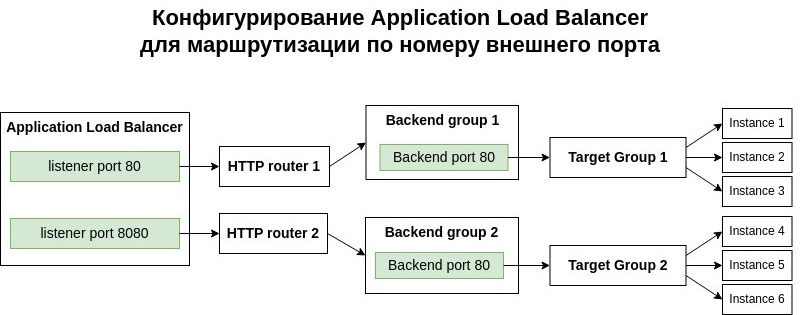 Конфигурирование Application Load Balancer
для маршрутизации по номеру внешнего порта
Application Load Balancer
listener port 80
listener port 8080
HTTP router 1
HTTP router 2
Backend group 1
Backend port 80
Backend group 2
Backend port 80
Target Group 1
Target Group 2
Instance 1
Instance 2
Instance 3
Instance 4
Instance 5
Instance 6